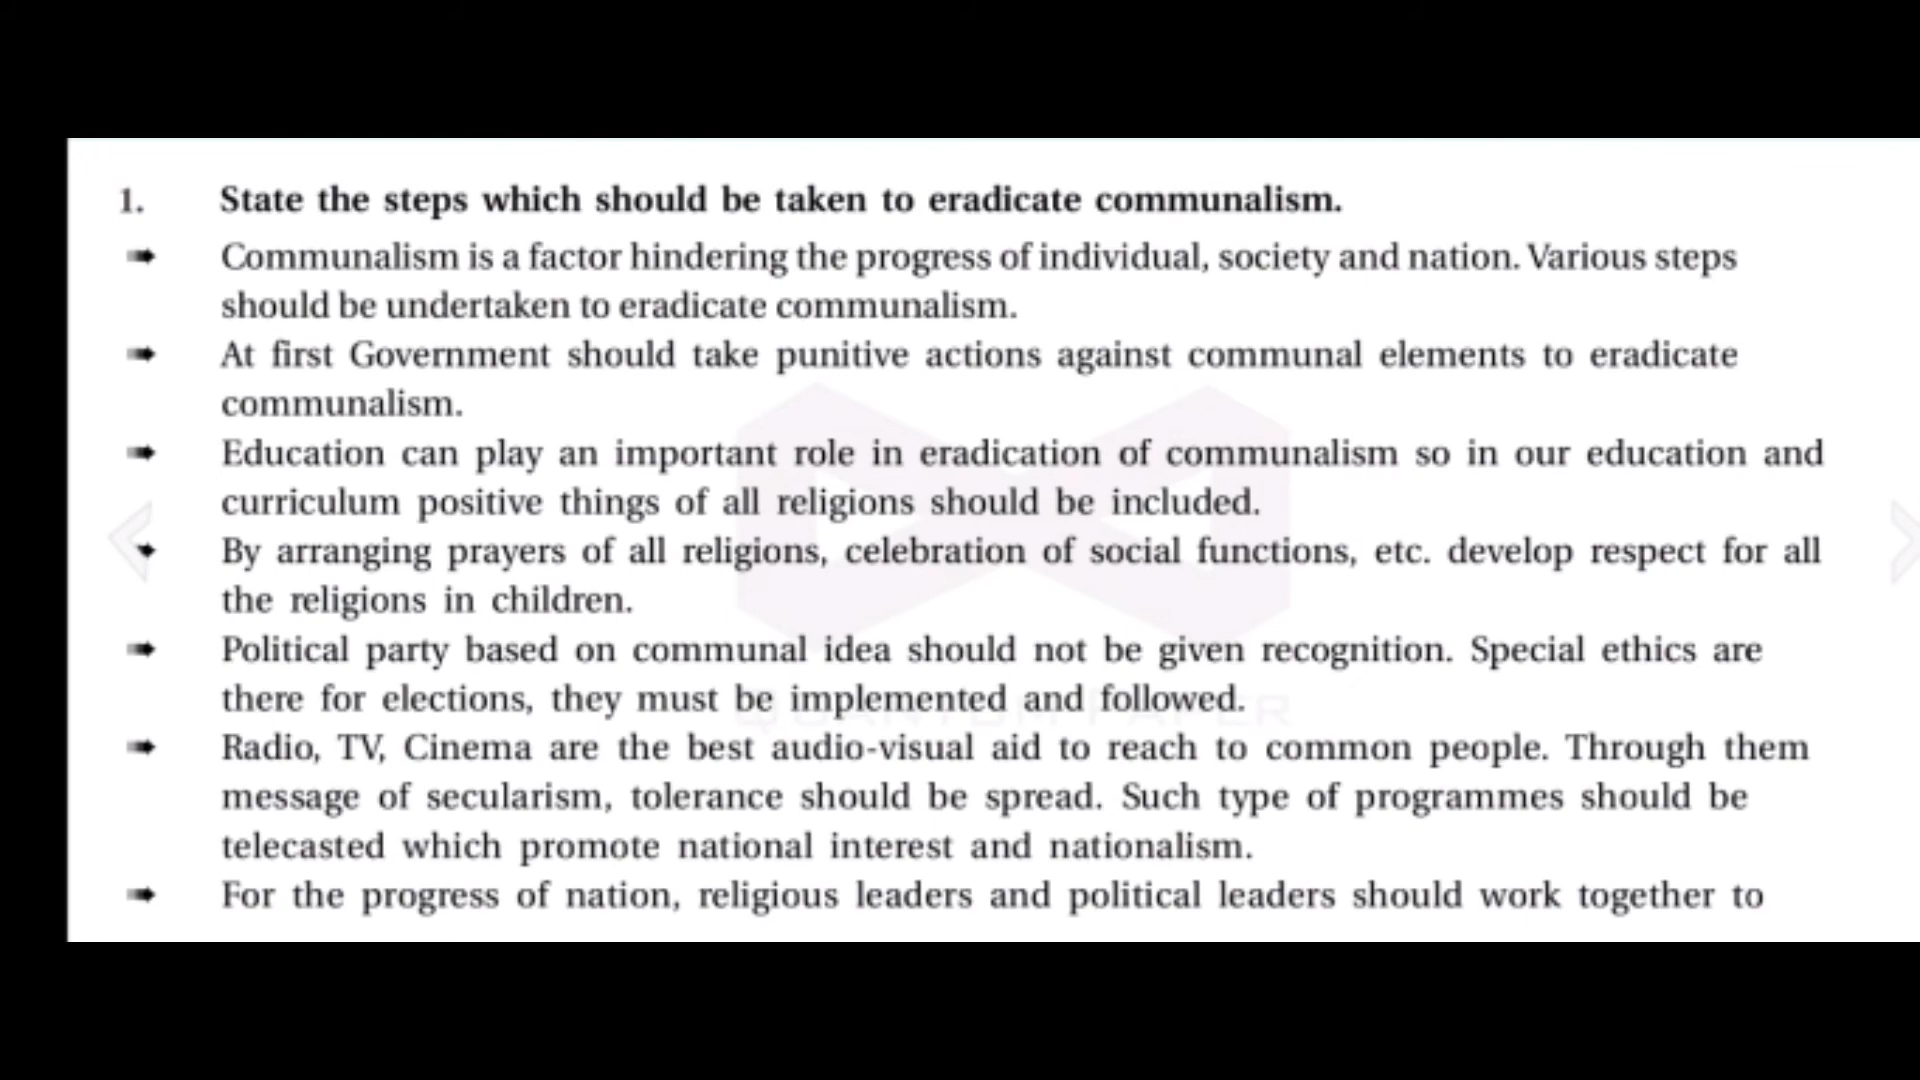 1. State the steps which should be taken to eradicate communalism.
➡ Communalism is a factor hindering the progress of individual, society and nation. Various steps
should be undertaken to eradicate communalism.
➡ At first Government should take punitive actions against communal elements to eradicate
communalism.
➡ Education can play an important role in eradication of communalism so in our education and
curriculum positive things of all religions should be included.
➡ By arranging prayers of all religions, celebration of social functions, etc. develop respect for all
the religions in children.
➡ Political party based on communal idea should not be given recognition. Special ethics are
there for elections, they must be implemented and followed.
➡ Radio, TV, Cinema are the best audio-visual aid to reach to common people. Through them
message of secularism, tolerance should be spread. Such type of programmes should be
telecasted which promote national interest and nationalism.
➡ For the progress of nation, religious leaders and political leaders should work together to
QUANTUM PAPER